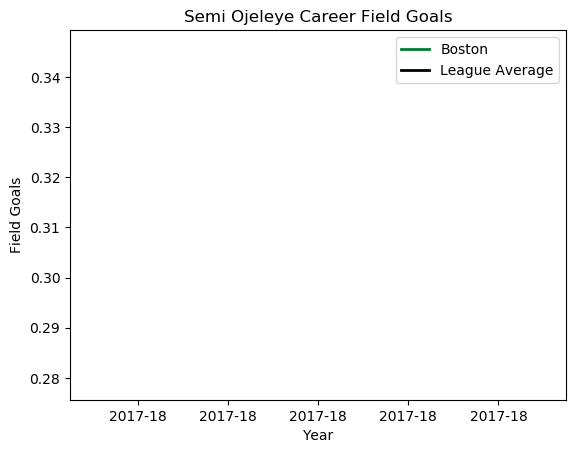 Semi Ojeleye Career Field Goals
Boston
League Average
Field Goals
0.34
0.33
0.32
0.31
0.30
0.29
0.28
2017-18 2017-18 2017-18 2017-18 2017-18
Year